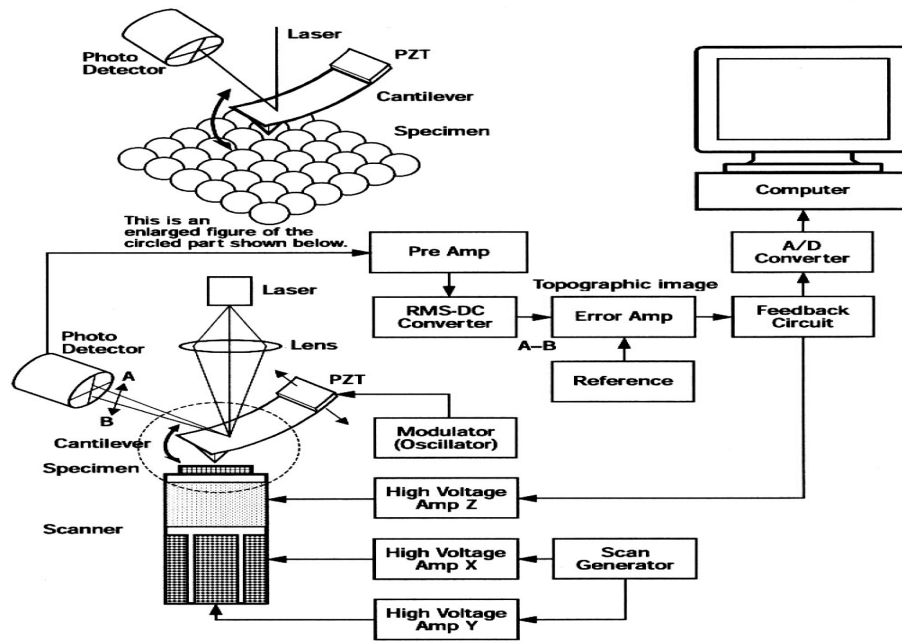 Laser
PZT
Photo
Detector
Cantilever
Specimen
This is an
enlarged figure of the
circled part shown below.
Computer
A/D
Converter
Pre Amp
Topographic image
Laser
RMS-DC
Converter
Error Amp
Feedback
Circuit
A–B
Photo
Detector
Lens
Reference
A
B
PZT
Modulator
(Oscillator)
Cantilever
Specimen
High Voltage
Amp Z
Scanner
High Voltage
Amp X
Scan
Generator
High Voltage
Amp Y